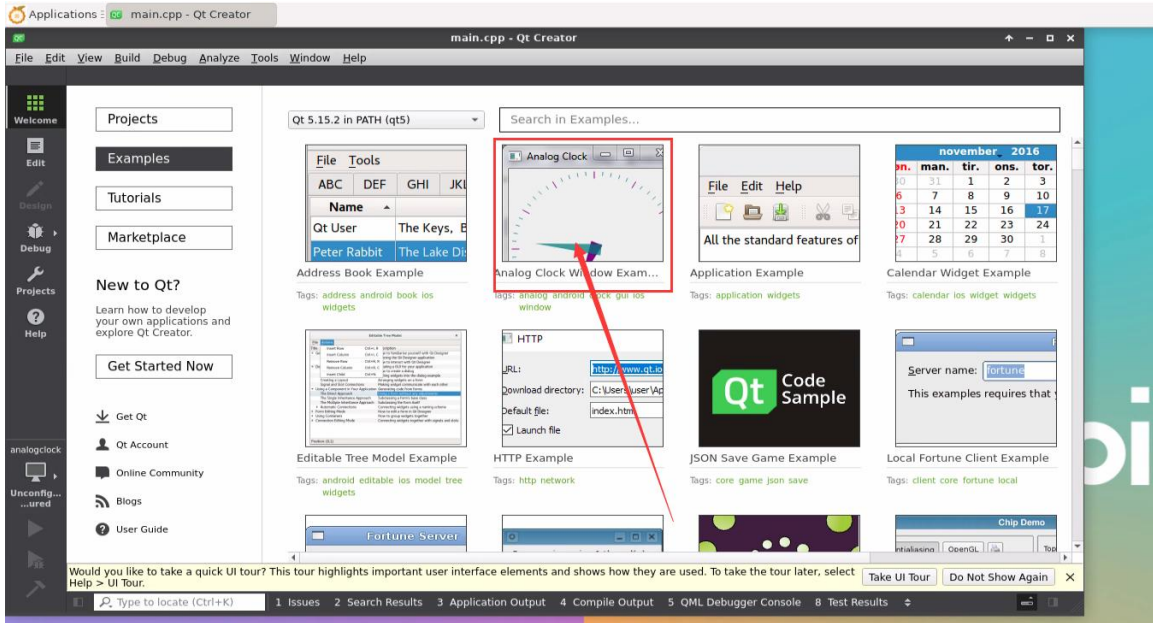 Applications
main.cpp - Qt Creator
main.cpp - Qt Creator
File Edit View Build Debug Analyze Tools Window Help
Welcome
Edit
Design
Debug
Projects
Help
analogclock
Unconfig...
...ured
Projects
Examples
Tutorials
Marketplace
New to Qt?
Learn how to develop
your own applications and
explore Qt Creator.
Get Started Now
Get Qt
Qt Account
Online Community
Blogs
User Guide
Qt 5.15.2 in PATH (qt5)
Search in Examples...
File Tools
ABC DEF GHI JKL
Name
Qt User The Keys,
Peter Rabbit The Lake
Address Book Example
Tags: address android book ios
widgets
Analog Clock
Analog Clock Window Exam...
Tags: analog android clock gui ios
window
File Edit Help
All the standard features of
Application Example
Tags: application widgets
november 2016
man. tir. ons. tor.
31 1 2 3
7 8 9 10
14 15 16 17
21 22 23 24
28 29 30 1
4 5 6 7 8
Calendar Widget Example
Tags: calendar ios widget widgets
Editable Tree Model Example
Tags: android editable ios model tree
widgets
HTTP
URL: http://www.qt.io
Download directory: C:\Users\user\Ap
Default file: index.html
Launch file
HTTP Example
Tags: http network
Qt Code
Sample
JSON Save Game Example
Tags: core game json save
Server name: fortune
This examples requires that
Local Fortune Client Example
Tags: client core fortune local
Fortune Server
Chip Demo
OpenGL
Would you like to take a quick UI tour? This tour highlights important user interface elements and shows how they are used. To take the tour later, select
Help > UI Tour.
Take UI Tour
Do Not Show Again
Type to locate (Ctrl+K)
1 Issues 2 Search Results 3 Application Output 4 Compile Output 5 QML Debugger Console 8 Test Results